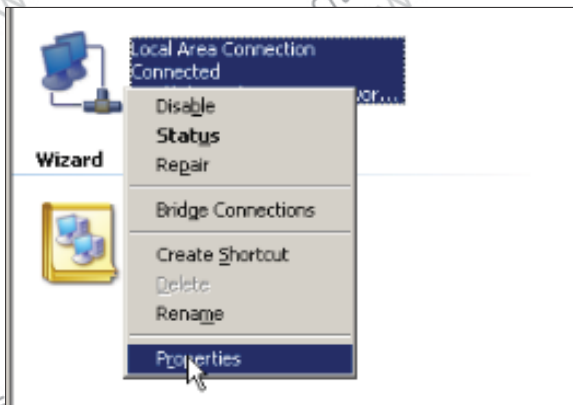 Local Area Connection
Connected
Disable
Status
Repair
Wizard
Bridge Connections
Create Shortcut
Delete
Rename
Properties